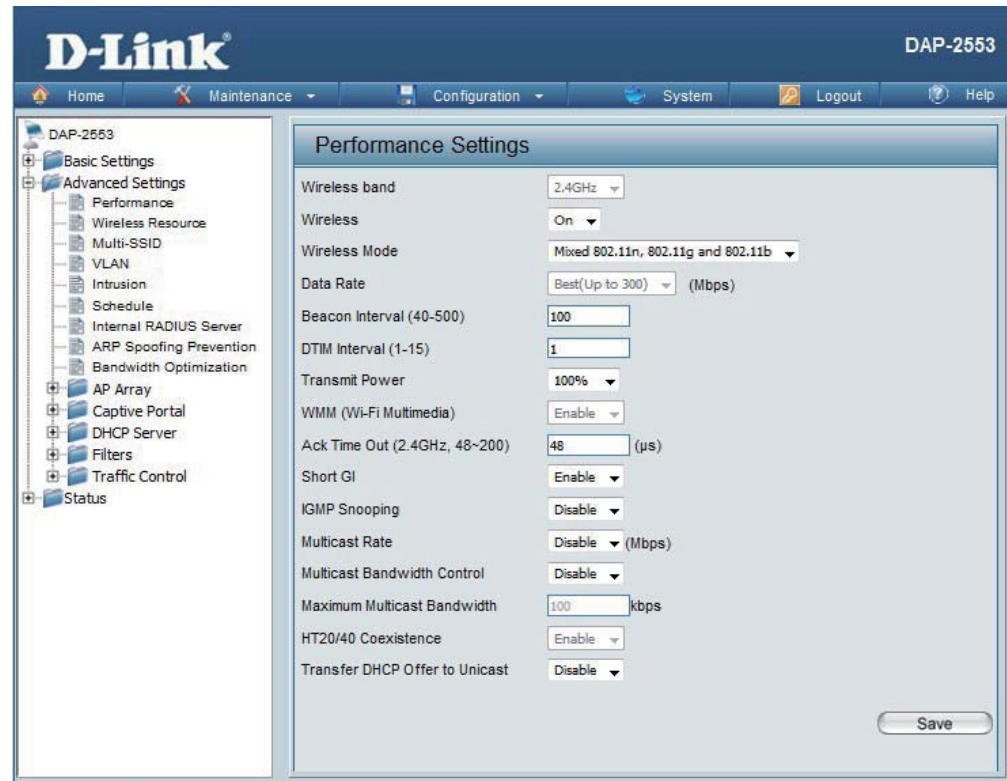 D-Link®
DAP-2553
Home Maintenance Configuration System Logout Help
DAP-2553
Basic Settings
Advanced Settings
Performance
Wireless Resource
Multi-SSID
VLAN
Intrusion
Schedule
Internal RADIUS Server
ARP Spoofing Prevention
Bandwidth Optimization
AP Array
Captive Portal
DHCP Server
Filters
Traffic Control
Status
Performance Settings
Wireless band 2.4GHz
Wireless On
Wireless Mode Mixed 802.11n, 802.11g and 802.11b
Data Rate Best(Up to 300) (Mbps)
Beacon Interval (40-500) 100
DTIM Interval (1-15) 1
Transmit Power 100%
WMM (Wi-Fi Multimedia) Enable
Ack Time Out (2.4GHz, 48~200) 48 (μs)
Short GI Enable
IGMP Snooping Disable
Multicast Rate Disable (Mbps)
Multicast Bandwidth Control Disable
Maximum Multicast Bandwidth 100 kbps
HT20/40 Coexistence Enable
Transfer DHCP Offer to Unicast Disable
Save